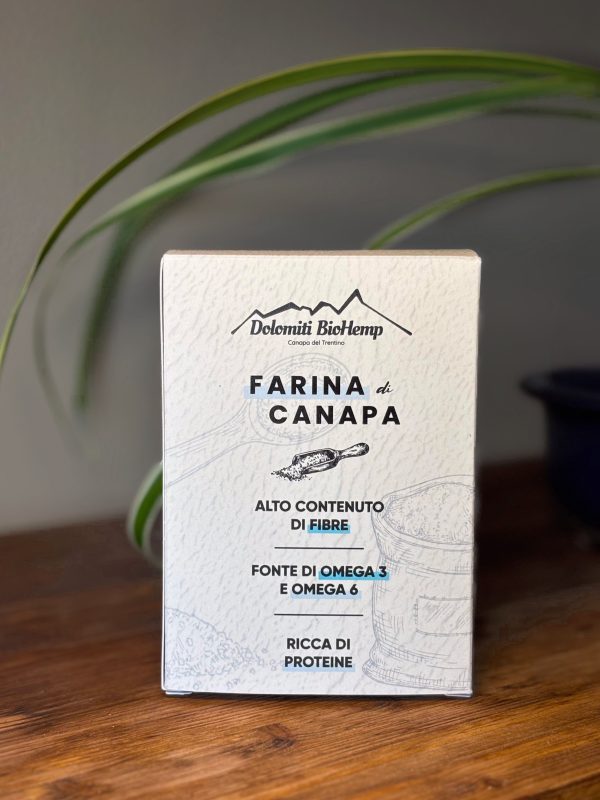 Dolomiti BioHemp
Canapa del Trentino
FARINA di
CANAPA
ALTO CONTENUTO
DI FIBRE
FONTE DI OMEGA 3
E OMEGA 6
RICCA DI
PROTEINE